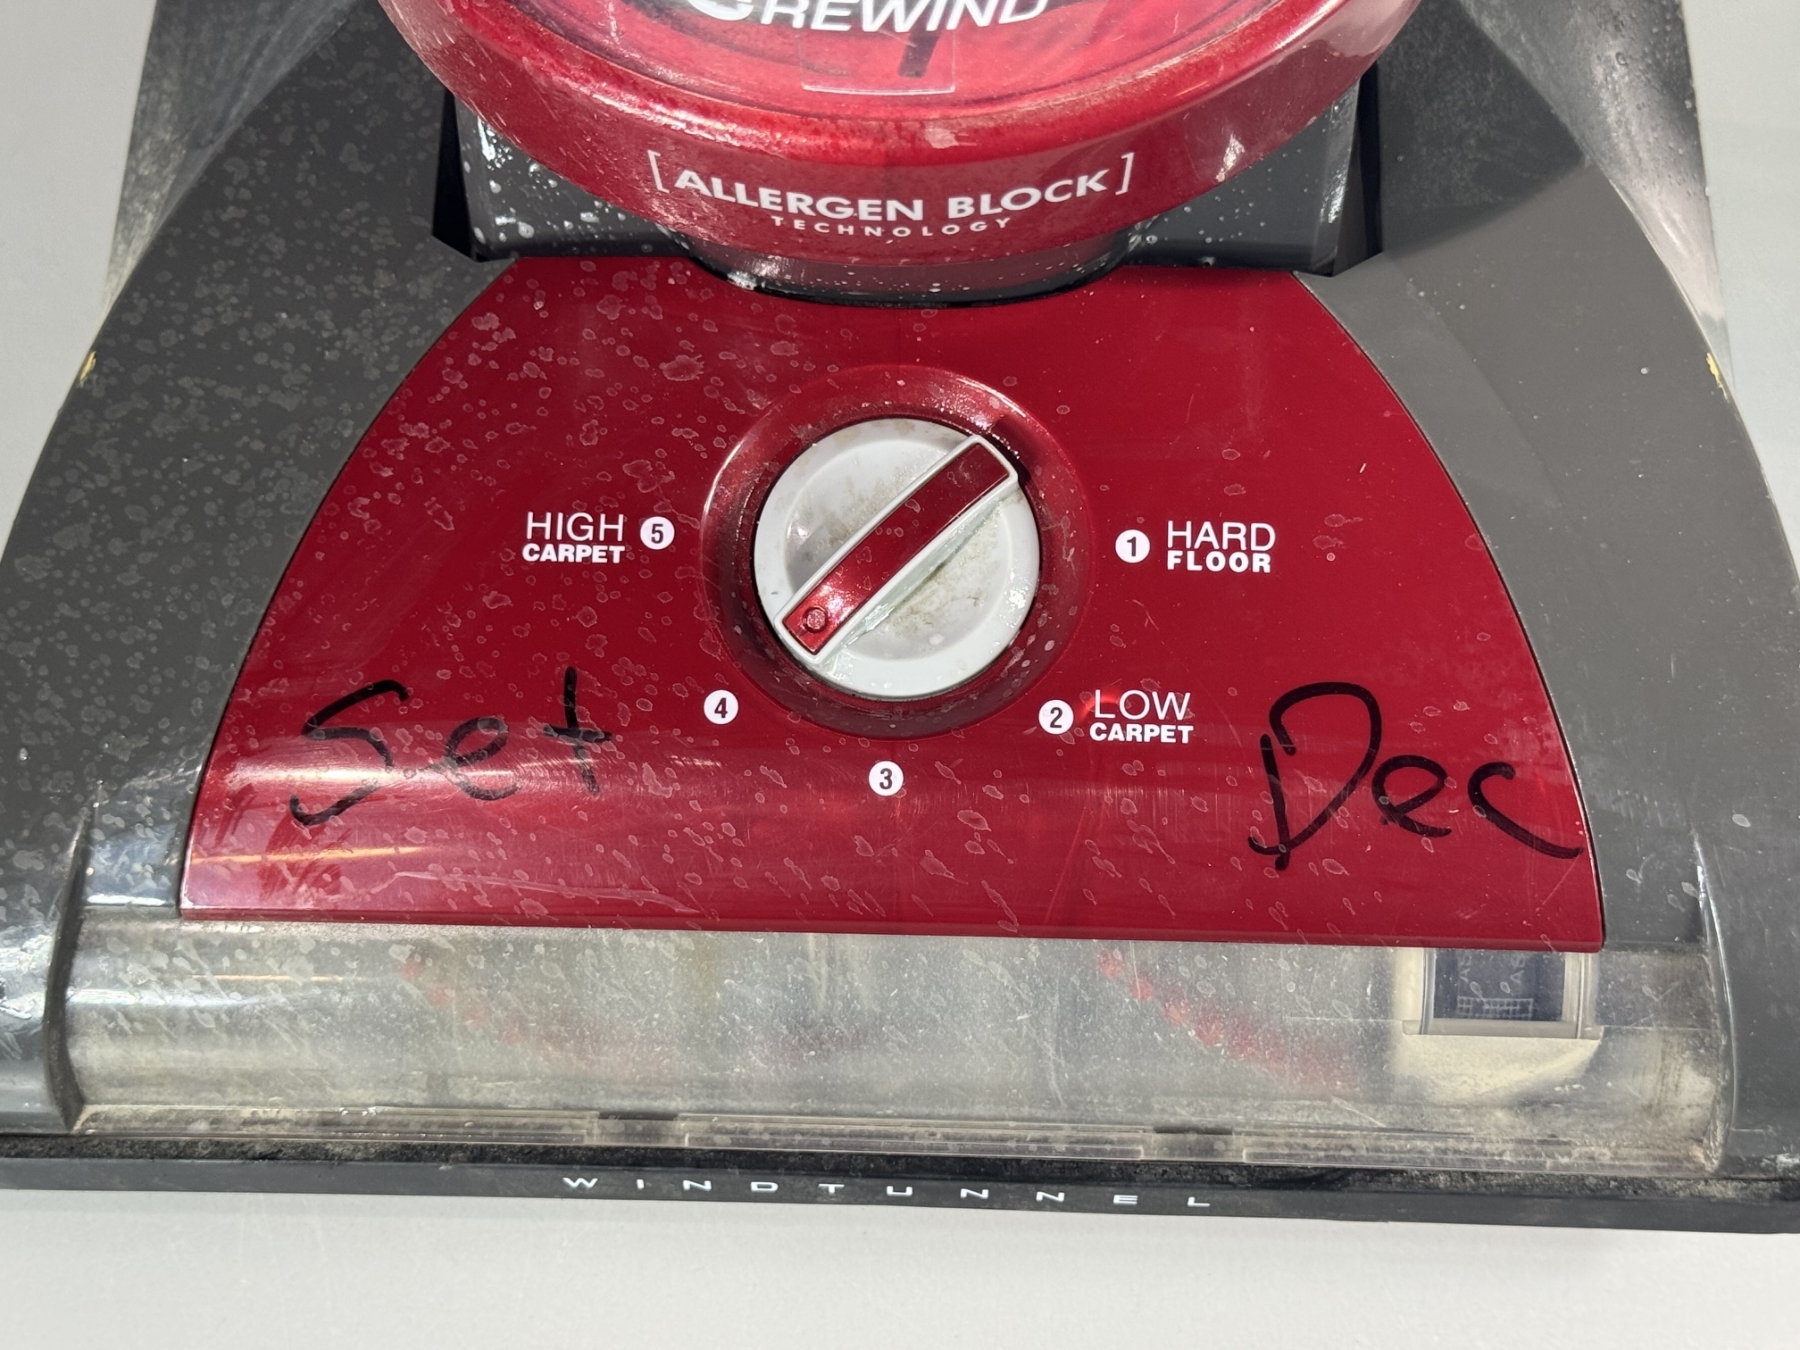 REWIND
[ALLERGEN BLOCK]
TECHNOLOGY
HIGH
CARPET
5
1
HARD
FLOOR
4
2
LOW
CARPET
3
Set
Dec
WINDTUNNEL